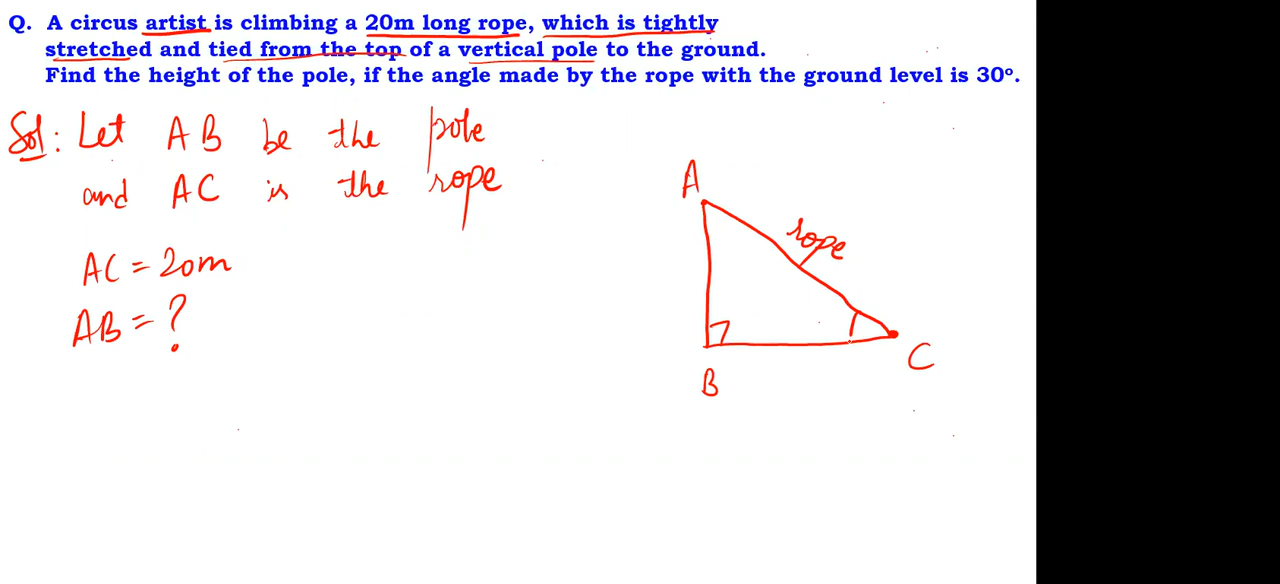 Q. A circus artist is climbing a 20m long rope, which is tightly
stretched and tied from the top of a vertical pole to the ground.
Find the height of the pole, if the angle made by the rope with the ground level is 30°.
Sol: Let AB be the pole
and AC is the rope
AC = 20m
AB = ?
A
rope
B
C